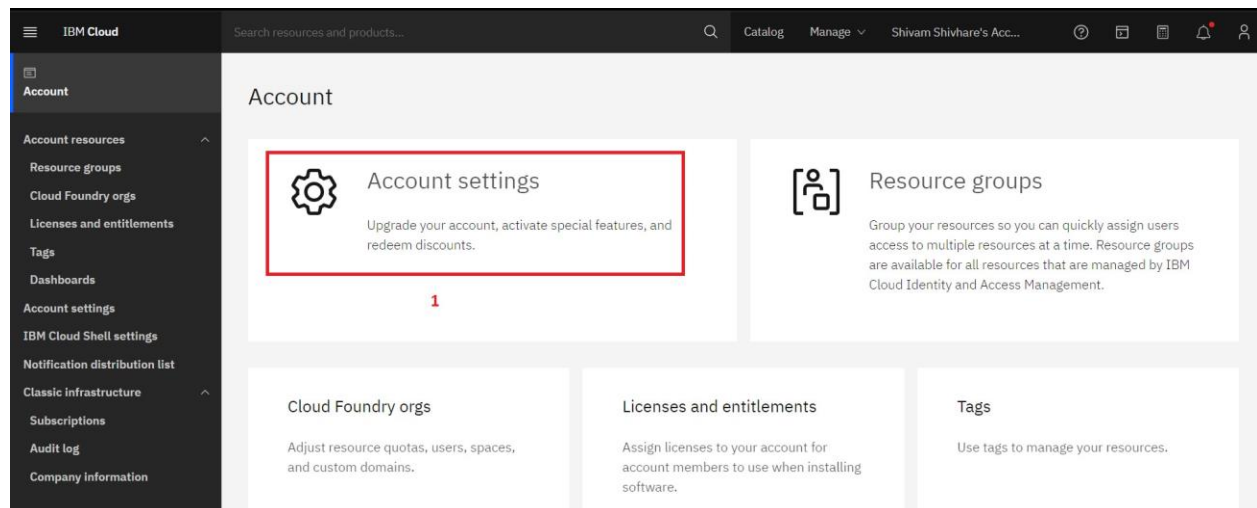 IBM Cloud
Search resources and products...
Catalog
Manage
Shivam Shivhare's Acc...
Account
Account resources
Resource groups
Cloud Foundry orgs
Licenses and entitlements
Tags
Dashboards
Account settings
IBM Cloud Shell settings
Notification distribution list
Classic infrastructure
Subscriptions
Audit log
Company information
Account
Account settings
Upgrade your account, activate special features, and
redeem discounts.
1
Resource groups
Group your resources so you can quickly assign users
access to multiple resources at a time. Resource groups
are available for all resources that are managed by IBM
Cloud Identity and Access Management.
Cloud Foundry orgs
Adjust resource quotas, users, spaces,
and custom domains.
Licenses and entitlements
Assign licenses to your account for
account members to use when installing
software.
Tags
Use tags to manage your resources.